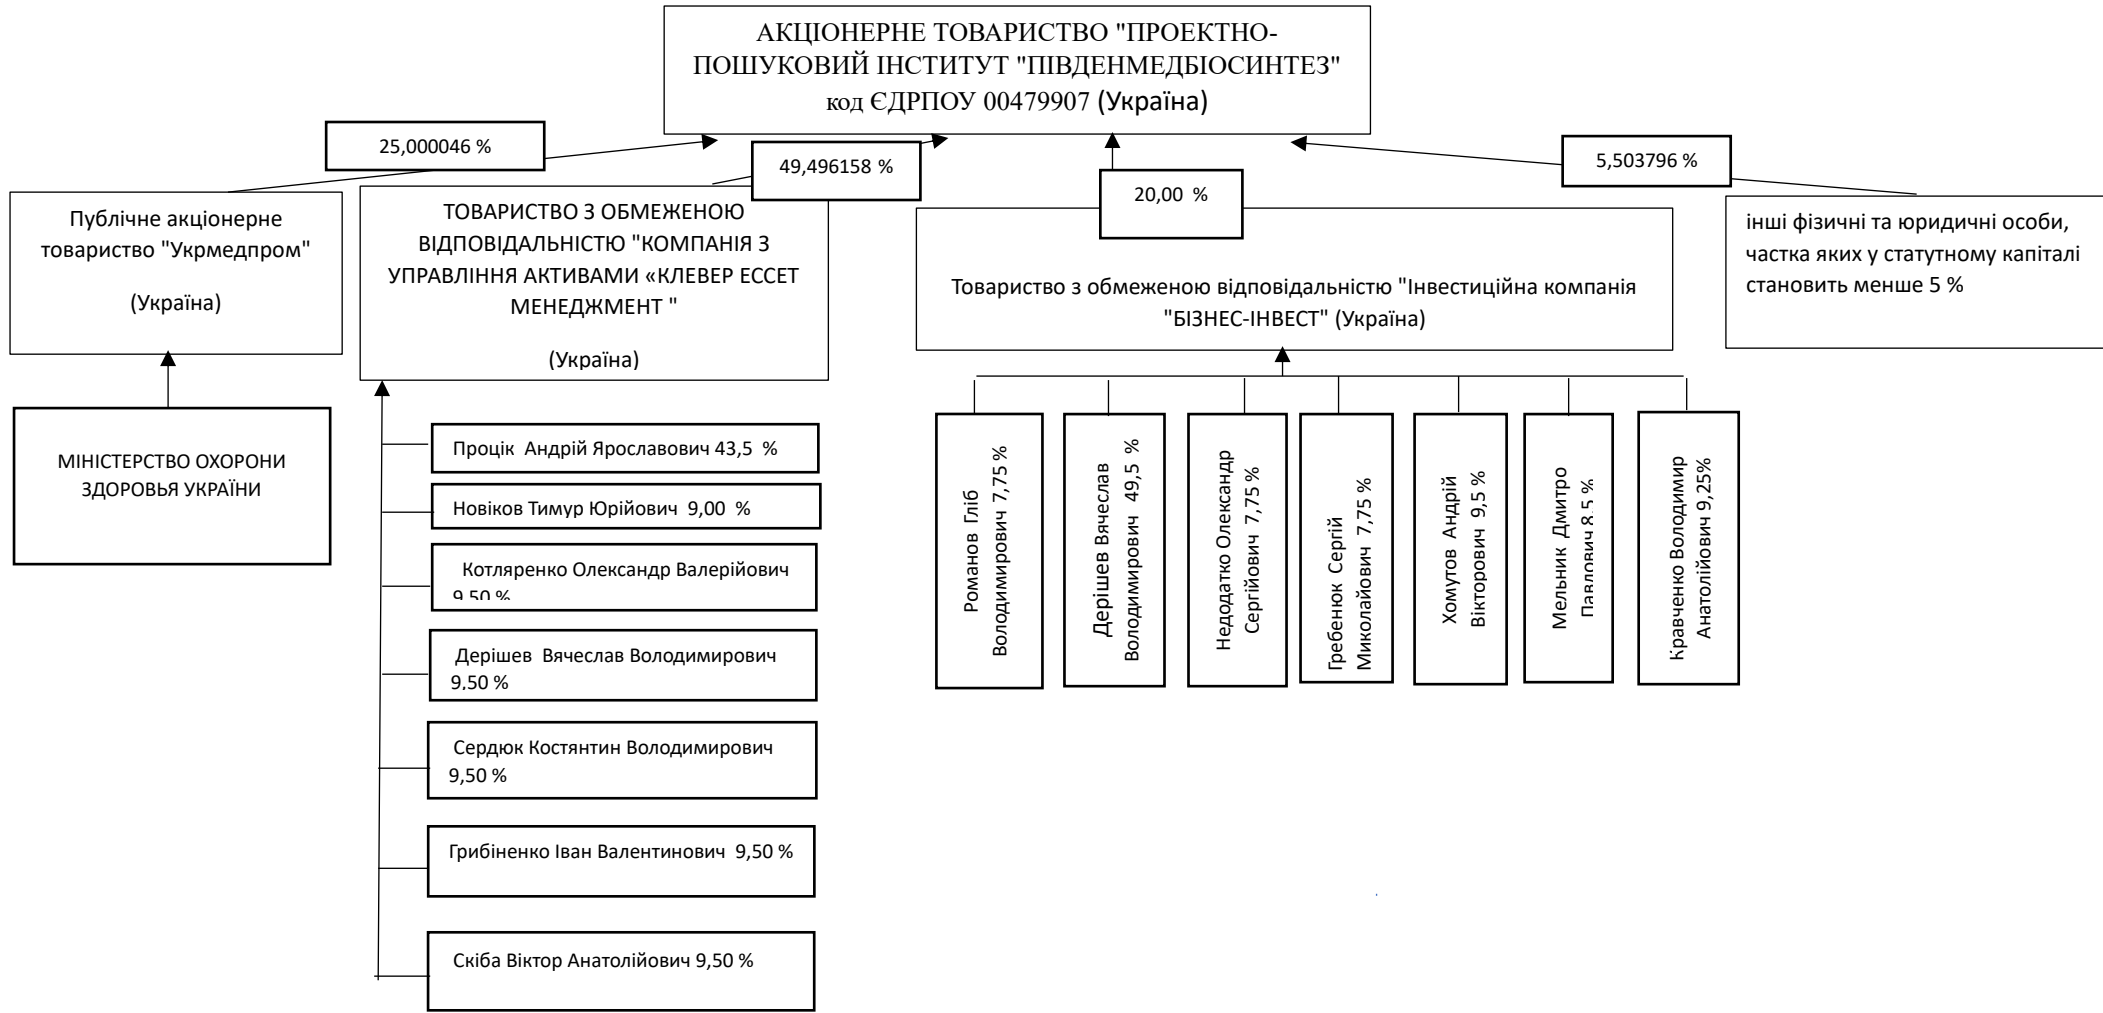 АКЦІОНЕРНЕ ТОВАРИСТВО "ПРОЕКТНО-
ПОШУКОВИЙ ІНСТИТУТ "ПІВДЕНМЕДБІОСИНТЕЗ"
код ЄДРПОУ 00479907 (Україна)
25,000046 %
49,496158 %
20,00 %
5,503796 %
Публічне акціонерне
товариство "Укрмедпром"
(Україна)
ТОВАРИСТВО З ОБМЕЖЕНОЮ
ВІДПОВІДАЛЬНІСТЮ "КОМПАНІЯ З
УПРАВЛІННЯ АКТИВАМИ «КЛЕВЕР ЕССЕТ
МЕНЕДЖМЕНТ "
(Україна)
Товариство з обмеженою відповідальністю "Інвестиційна компанія
"БІЗНЕС-ІНВЕСТ" (Україна)
інші фізичні та юридичні особи,
частка яких у статутному капіталі
становить менше 5 %
МІНІСТЕРСТВО ОХОРОНИ
ЗДОРОВЬЯ УКРАЇНИ
Процік Андрій Ярославович 43,5 %
Новіков Тимур Юрійович 9,00 %
Котляренко Олександр Валерійович
9,50 %
Дерішев Вячеслав Володимирович
9,50 %
Сердюк Костянтин Володимирович
9,50 %
Грибіненко Іван Валентинович 9,50 %
Скіба Віктор Анатолійович 9,50 %
Романов Гліб
Володимирович 7,75 %
Дерішев Вячеслав
Володимирович 49,5 %
Недодатко Олександр
Сергійович 7,75 %
Гребенюк Сергій
Миколайович 7,75 %
Хомутов Андрій
Вікторович 9,5 %
Мельник Дмитро
Павлович 8,5 %
Кравченко Володимир
Анатолійович 9,25%